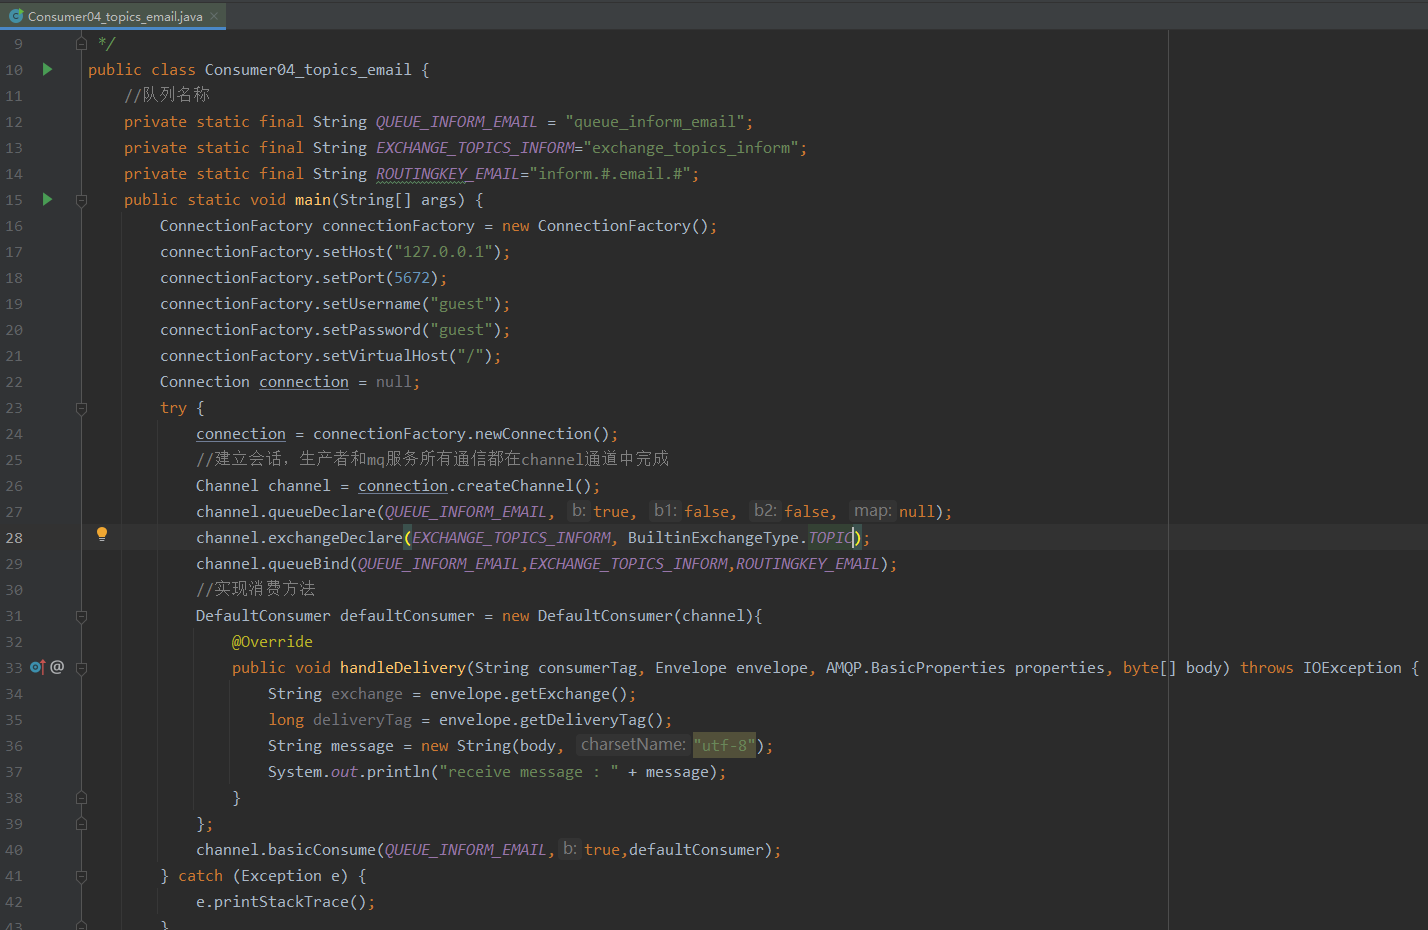 Consumer04_topics_email.java
9 */
10 public class Consumer04_topics_email {
11 //队列名称
12 private static final String QUEUE_INFORM_EMAIL = "queue_inform_email";
13 private static final String EXCHANGE_TOPICS_INFORM="exchange_topics_inform";
14 private static final String ROUTINGKEY_EMAIL="inform.#.email.#";
15 public static void main(String[] args) {
16 ConnectionFactory connectionFactory = new ConnectionFactory();
17 connectionFactory.setHost("127.0.0.1");
18 connectionFactory.setPort(5672);
19 connectionFactory.setUsername("guest");
20 connectionFactory.setPassword("guest");
21 connectionFactory.setVirtualHost("/");
22 Connection connection = null;
23 try {
24 connection = connectionFactory.newConnection();
25 //建立会话，生产者和mq服务所有通信都在channel通道中完成
26 Channel channel = connection.createChannel();
27 channel.queueDeclare(QUEUE_INFORM_EMAIL, b: true, b1: false, b2: false, map: null);
28 channel.exchangeDeclare(EXCHANGE_TOPICS_INFORM, BuiltinExchangeType.TOPIC);
29 channel.queueBind(QUEUE_INFORM_EMAIL,EXCHANGE_TOPICS_INFORM,ROUTINGKEY_EMAIL);
30 //实现消费方法
31 DefaultConsumer defaultConsumer = new DefaultConsumer(channel){
32 @Override
33 @ public void handleDelivery(String consumerTag, Envelope envelope, AMQP.BasicProperties properties, byte[] body) throws IOException {
34 String exchange = envelope.getExchange();
35 long deliveryTag = envelope.getDeliveryTag();
36 String message = new String(body, charsetName: "utf-8");
37 System.out.println("receive message : " + message);
38 }
39 };
40 channel.basicConsume(QUEUE_INFORM_EMAIL, b: true,defaultConsumer);
41 } catch (Exception e) {
42 e.printStackTrace();
43 }